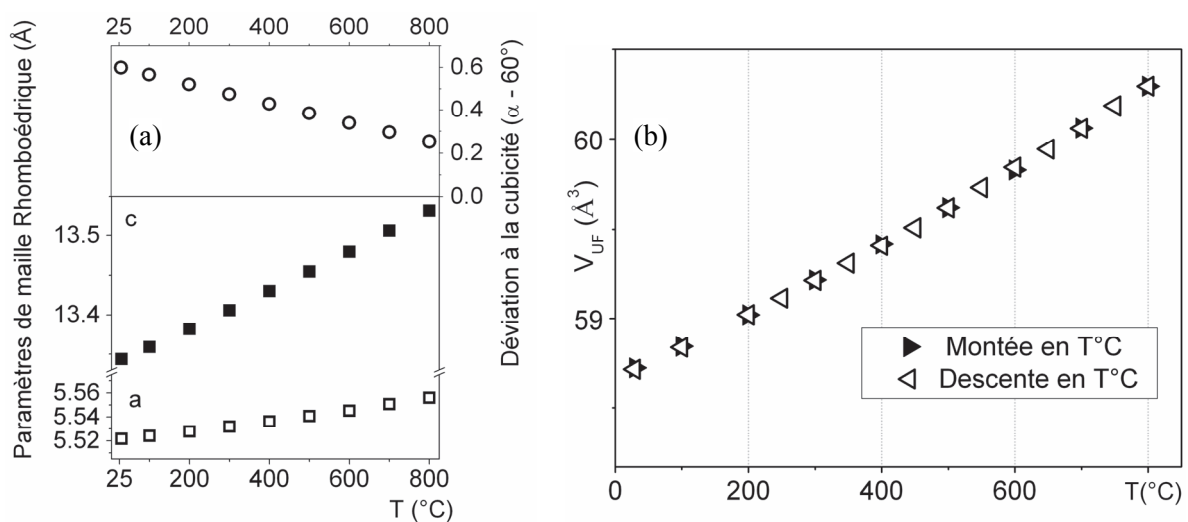 25 200 400 600 800
Paramètres de maille Rhomboédrique (Å)
(a)
0.6
0.4
0.2
0.0
Déviation à la cubicité (α - 60°)
c
13.5
13.4
a
5.56
5.54
5.52
25 200 400 600 800
T (°C)
(b)
60
59
V_UF (Å³)
Montée en T°C
Descente en T°C
0 200 400 600 T(°C)